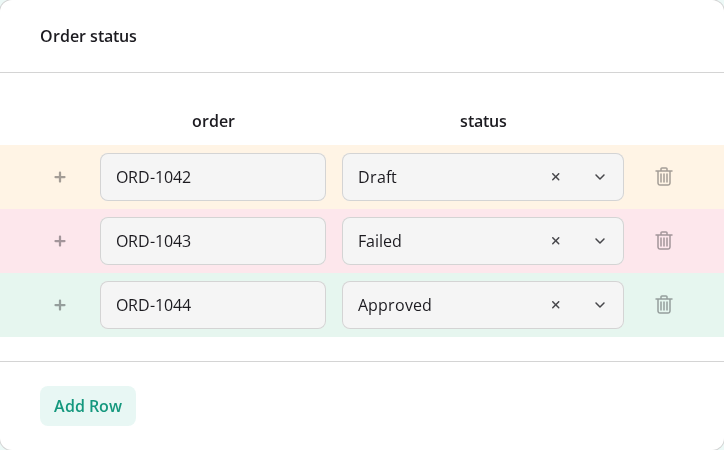 Order status
order status
ORD-1042 Draft
ORD-1043 Failed
ORD-1044 Approved
Add Row